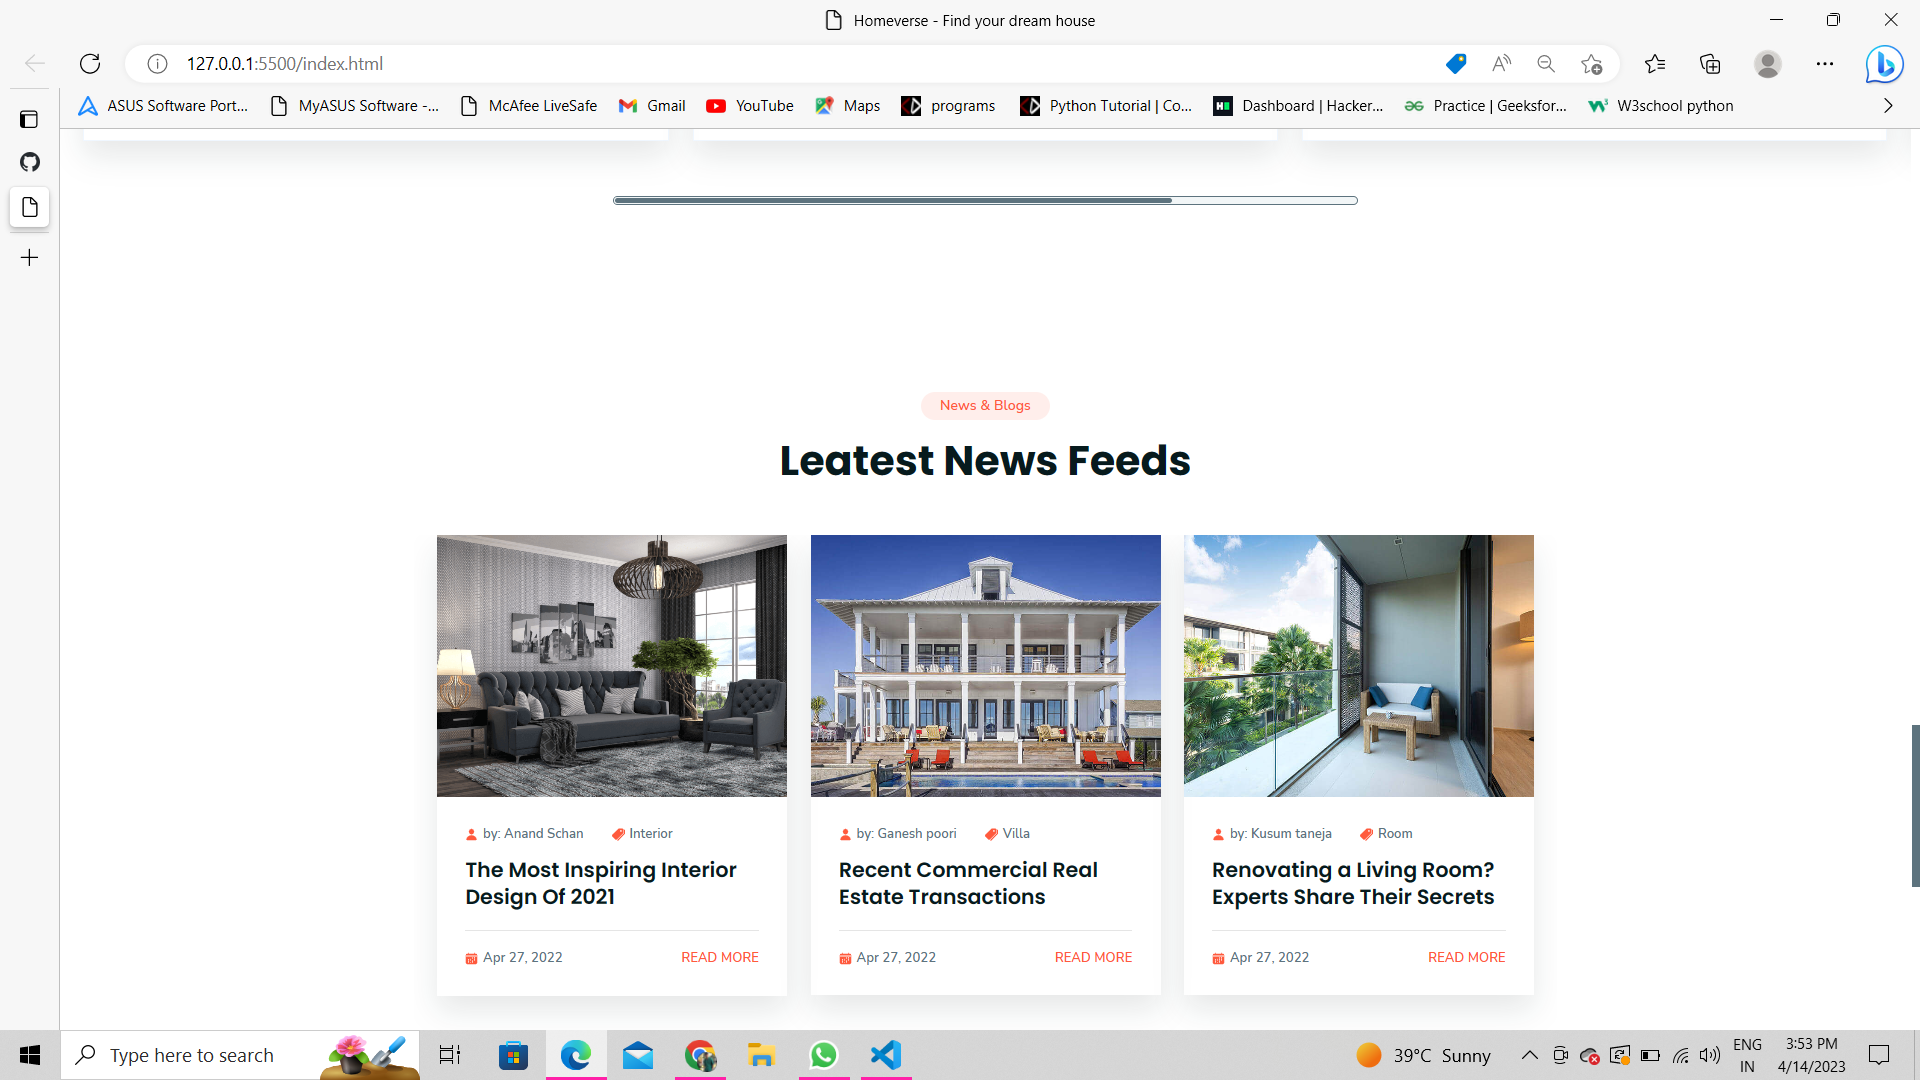 Homeverse - Find your dream house
127.0.0.1:5500/index.html
ASUS Software Port... MyASUS Software -... McAfee LiveSafe Gmail YouTube Maps programs Python Tutorial | Co... Dashboard | Hacker... Practice | Geeksfor... W3school python
News & Blogs
Leatest News Feeds
by: Anand Schan Interior
The Most Inspiring Interior
Design Of 2021
Apr 27, 2022 READ MORE
by: Ganesh poori Villa
Recent Commercial Real
Estate Transactions
Apr 27, 2022 READ MORE
by: Kusum taneja Room
Renovating a Living Room?
Experts Share Their Secrets
Apr 27, 2022 READ MORE
Type here to search
39°C Sunny
ENG
IN
3:53 PM
4/14/2023